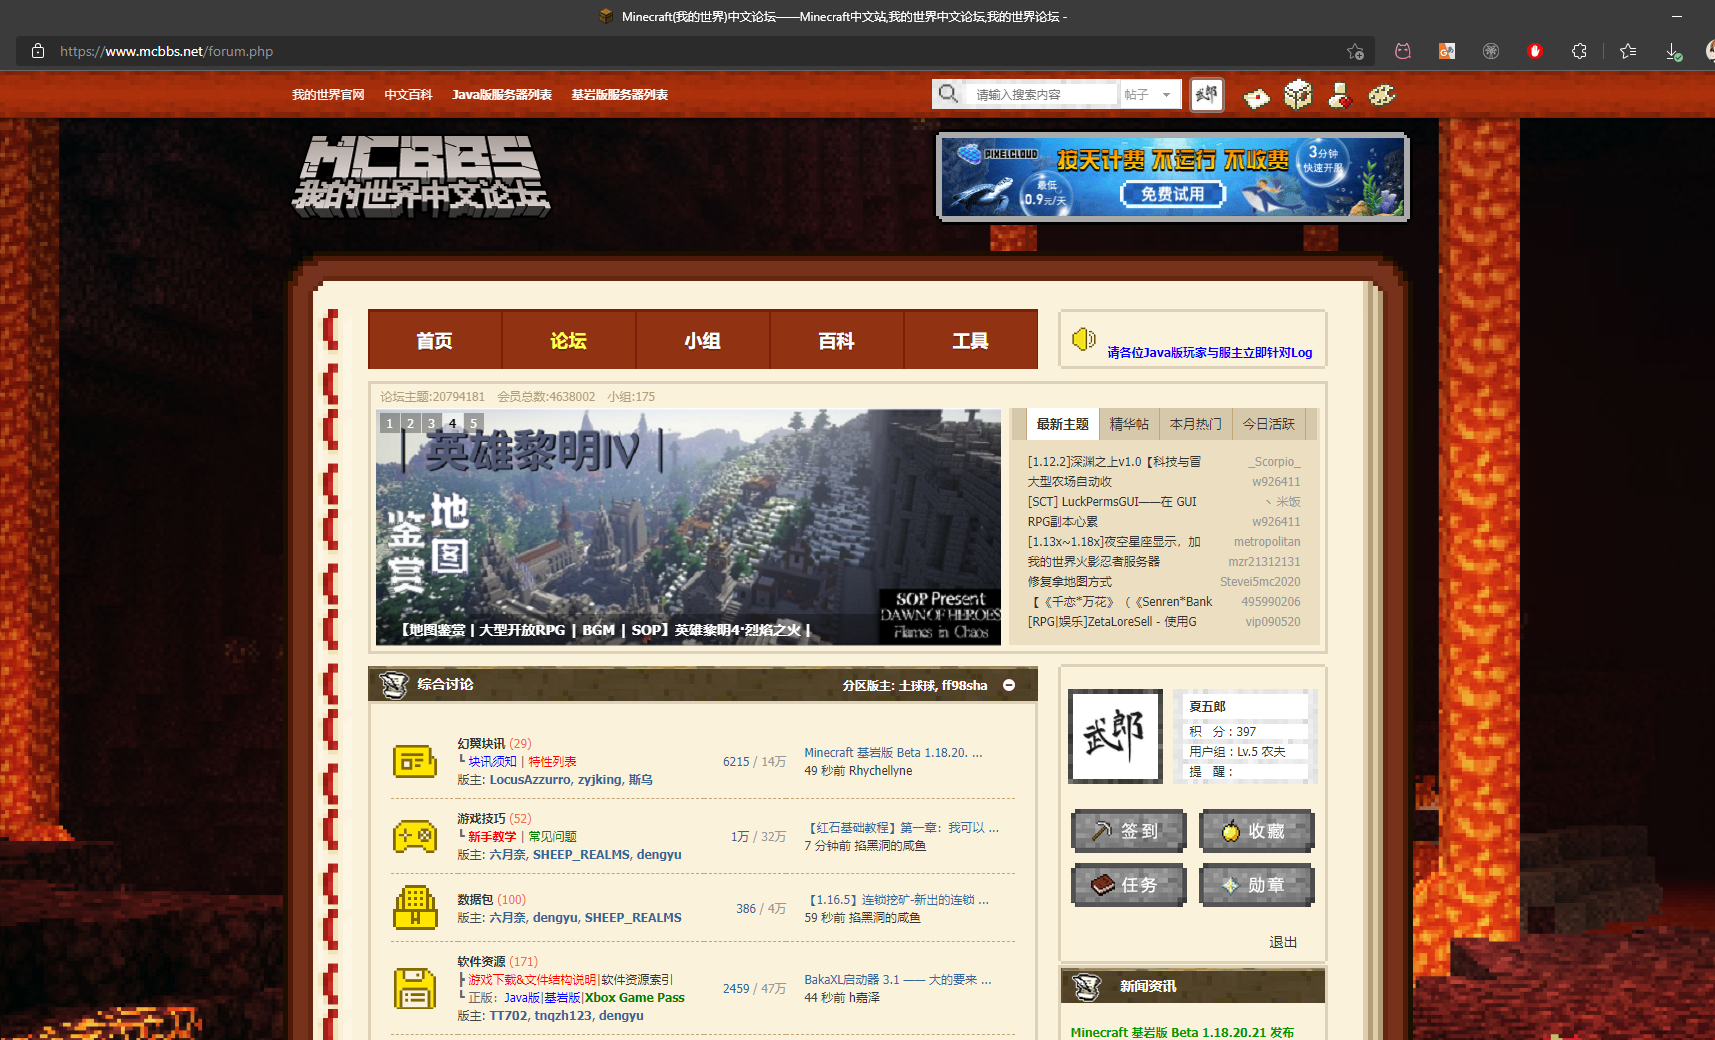 Minecraft(我的世界)中文论坛——Minecraft中文站,我的世界中文论坛,我的世界论坛 -
https://www.mcbbs.net/forum.php
我的世界官网 中文百科 Java版服务器列表 基岩版服务器列表
请输入搜索内容 帖子 武郎
MCBBS
我的世界中文论坛
PIXELCLOUD 按天计费 不运行 不收费 3分钟
快速开服
最低
0.9元/天
免费试用
首页 论坛 小组 百科 工具
请各位Java版玩家与服主立即针对Log
论坛主题:20794181 会员总数:4638002 小组:175
1 2 3 4 5
|英雄黎明IV|
地图
鉴赏
SOP Present
DAWN OF HEROES
Flames in Chaos
【地图鉴赏 | 大型开放RPG | BGM | SOP】英雄黎明4·烈焰之火 |
最新主题 精华帖 本月热门 今日活跃
[1.12.2]深渊之上v1.0【科技与冒 _Scorpio_
大型农场自动收 w926411
[SCT] LuckPermsGUI——在 GUI 丶米饭
RPG副本心累 w926411
[1.13x~1.18x]夜空星座显示，加 metropolitan
我的世界火影忍者服务器 mzr21312131
修复拿地图方式 Stevei5mc2020
【《千恋*万花》（《Senren*Bank 495990206
[RPG|娱乐]ZetaLoreSell - 使用G vip090520
综合讨论 分区版主: 土球球, ff98sha
幻翼块讯 (29)
└ 块讯须知 | 特性列表
版主: LocusAzzurro, zyjking, 斯乌
6215 / 14万
Minecraft 基岩版 Beta 1.18.20. ...
49 秒前 Rhychellyne
游戏技巧 (52)
└ 新手教学 | 常见问题
版主: 六月奈, SHEEP_REALMS, dengyu
1万 / 32万
【红石基础教程】第一章：我可以 ...
7 分钟前 掐黑洞的咸鱼
数据包 (100)
版主: 六月奈, dengyu, SHEEP_REALMS
386 / 4万
【1.16.5】连锁挖矿-新出的连锁 ...
59 秒前 掐黑洞的咸鱼
软件资源 (171)
├ 游戏下载&文件结构说明|软件资源索引
└ 正版：Java版|基岩版|Xbox Game Pass
版主: TT702, tnqzh123, dengyu
2459 / 47万
BakaXL启动器 3.1 —— 大的要来 ...
44 秒前 h嘉泽
武郎
夏五郎
积 分 : 397
用户组 : Lv.5 农夫
提 醒 :
签到 收藏
任务 勋章
退出
新闻资讯
Minecraft 基岩版 Beta 1.18.20.21 发布